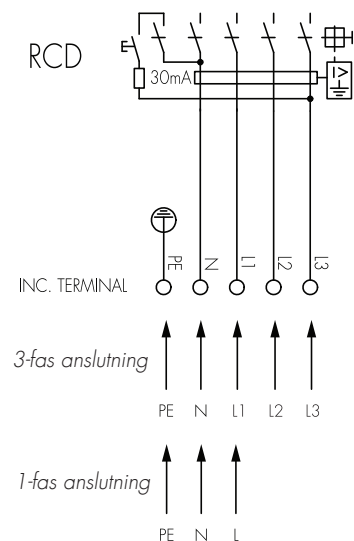 RCD
30mA
I>
PE N L1 L2 L3
INC. TERMINAL
3-fas anslutning
PE N L1 L2 L3
1-fas anslutning
PE N L